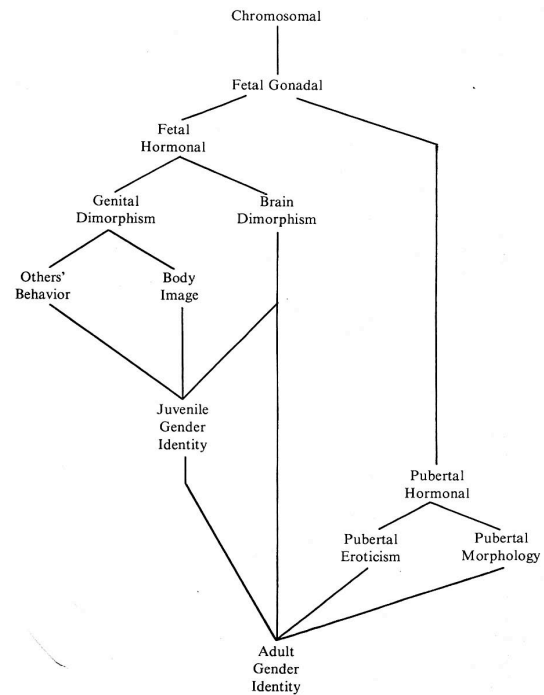 Chromosomal
Fetal Gonadal
Fetal
Hormonal
Genital
Dimorphism
Brain
Dimorphism
Others'
Behavior
Body
Image
Juvenile
Gender
Identity
Pubertal
Hormonal
Pubertal
Eroticism
Pubertal
Morphology
Adult
Gender
Identity